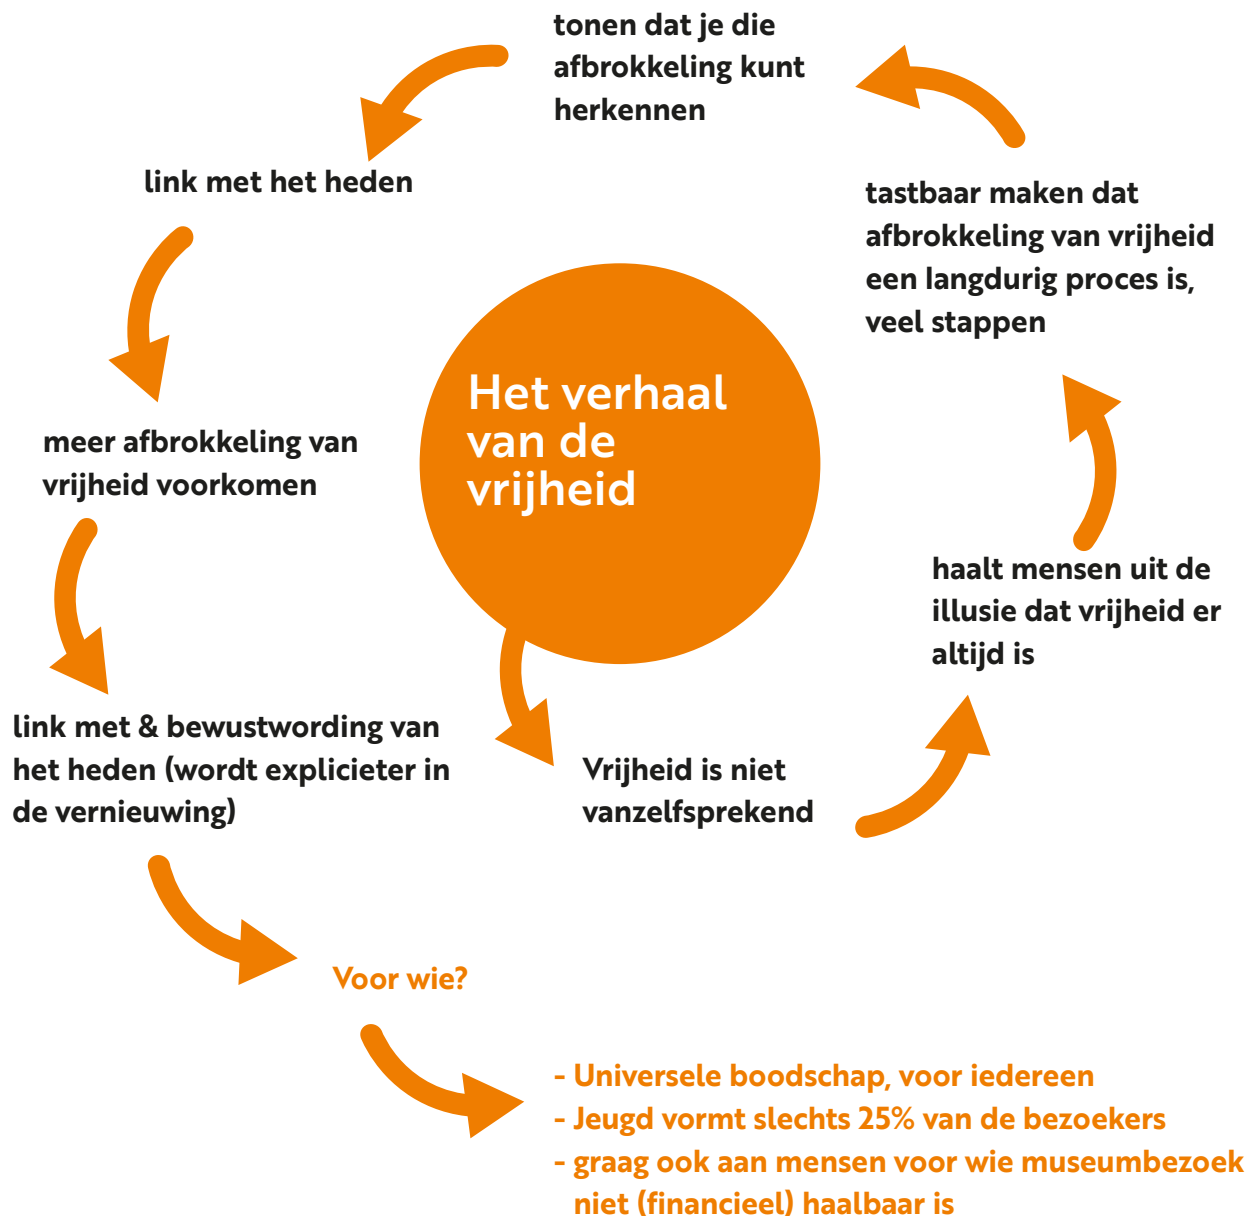 Het verhaal
van de
vrijheid
Vrijheid is niet
vanzelfsprekend
haalt mensen uit de
illusie dat vrijheid er
altijd is
tastbaar maken dat
afbrokkeling van vrijheid
een langdurig proces is,
veel stappen
tonen dat je die
afbrokkeling kunt
herkennen
link met het heden
meer afbrokkeling van
vrijheid voorkomen
link met & bewustwording van
het heden (wordt explicieter in
de vernieuwing)
Voor wie?
- Universele boodschap, voor iedereen
- Jeugd vormt slechts 25% van de bezoekers
- graag ook aan mensen voor wie museumbezoek
niet (financieel) haalbaar is